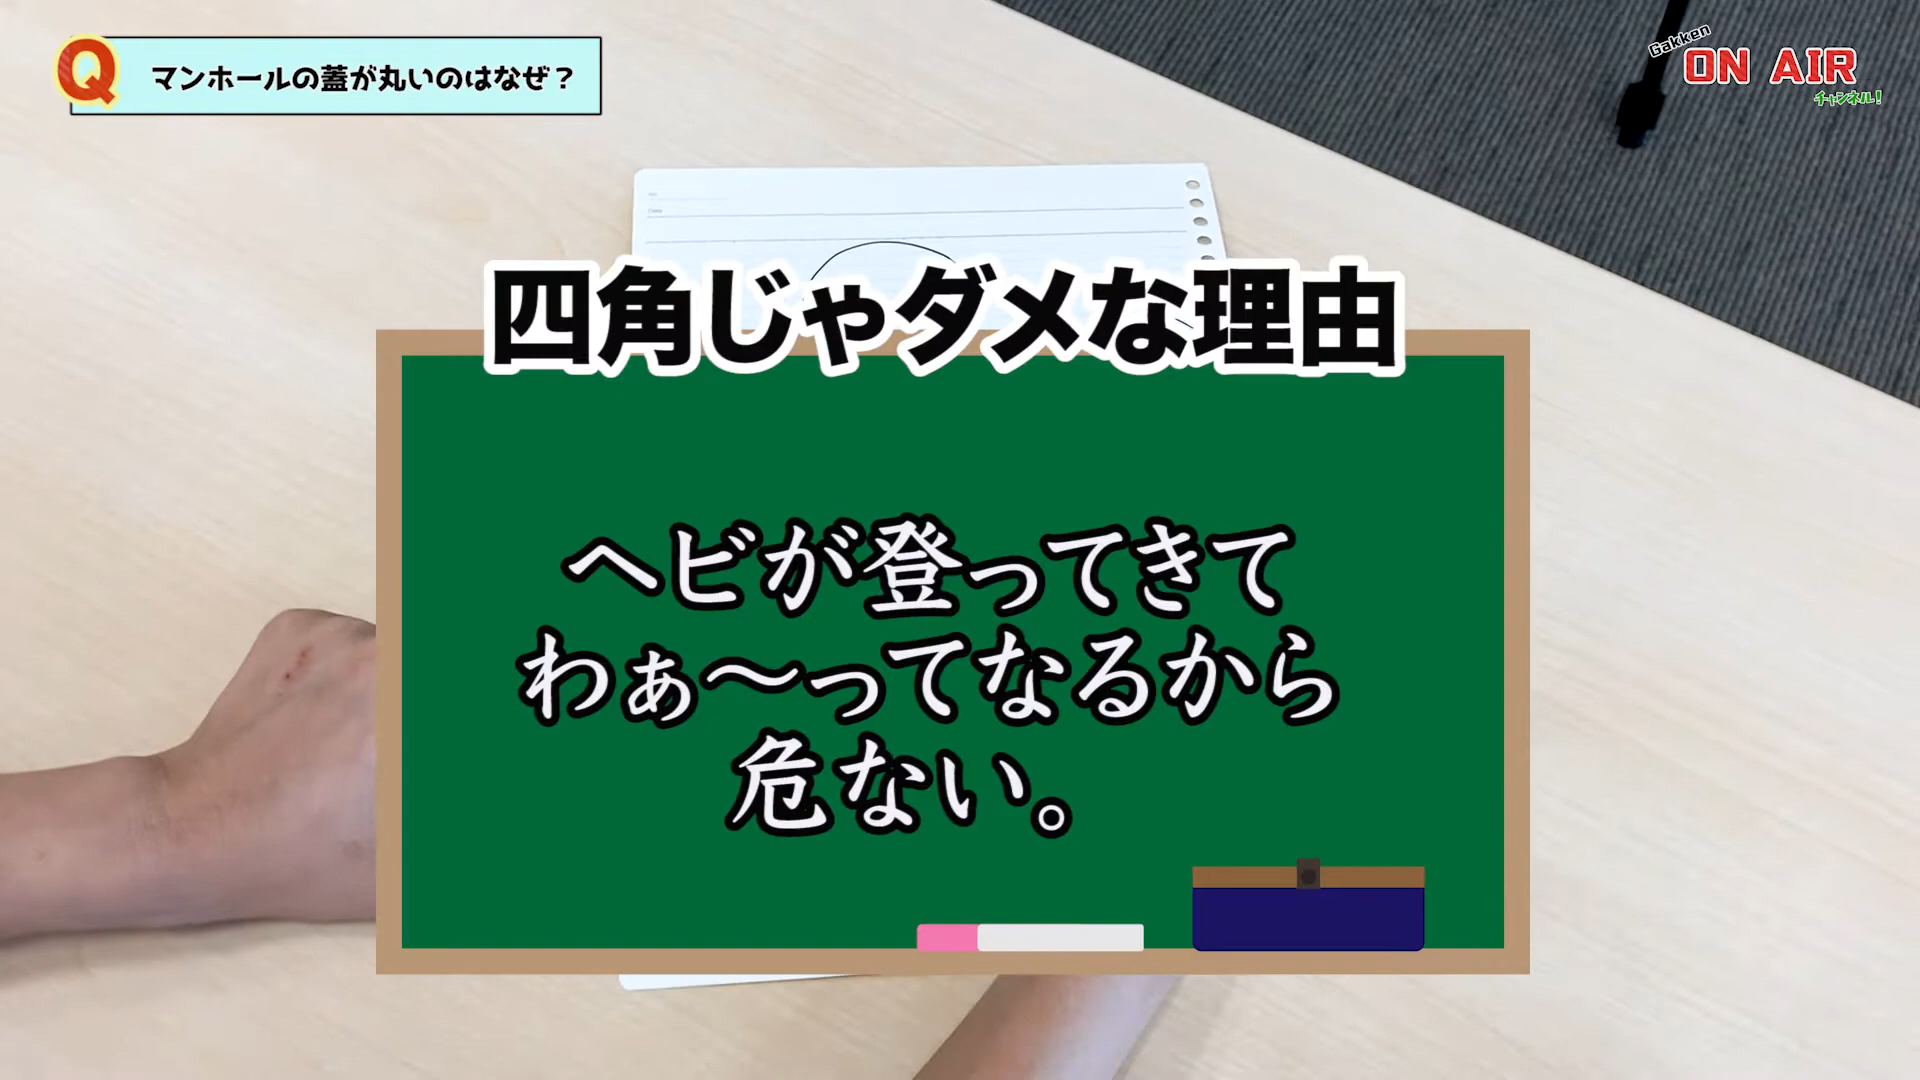 Q マンホールの蓋が丸いのはなぜ？
Gakken
ON AIR
チャンネル！
四角じゃダメな理由
ヘビが登ってきて
わぁ〜ってなるから
危ない。